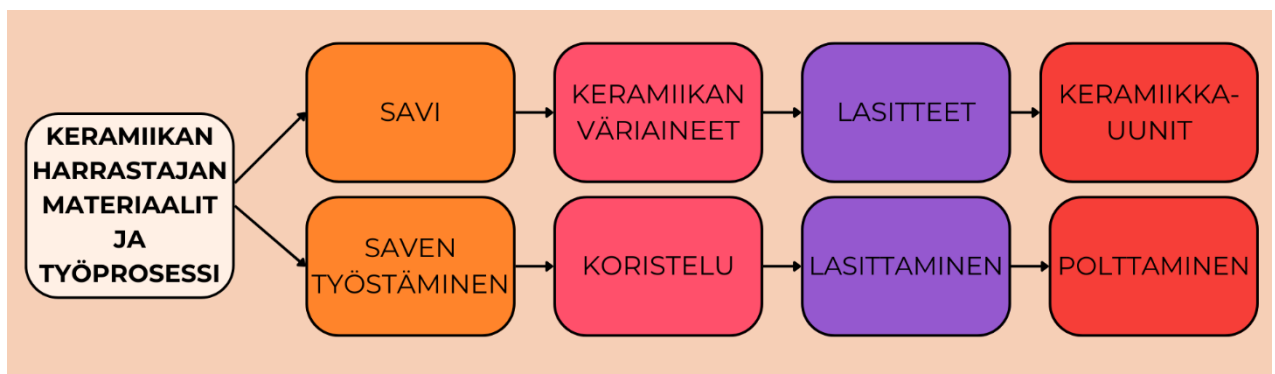 KERAMIIKAN
HARRASTAJAN
MATERIAALIT
JA
TYÖPROSESSI
SAVI
KERAMIIKAN
VÄRIAINEET
LASITTEET
KERAMIIKKA-
UUNIT
SAVEN
TYÖSTÄMINEN
KORISTELU
LASITTAMINEN
POLTTAMINEN